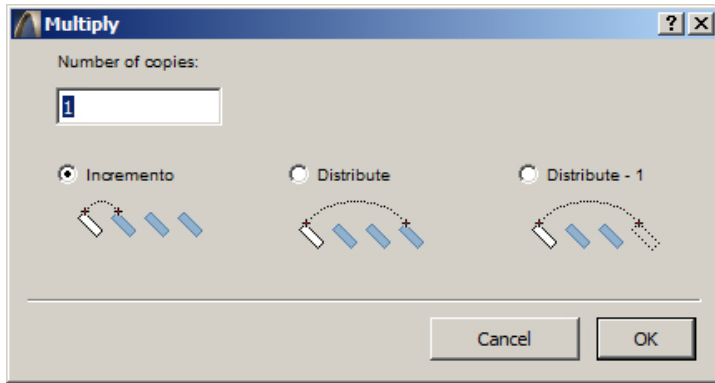 Multiply
Number of copies:
1
Incremento Distribute Distribute - 1
Cancel OK